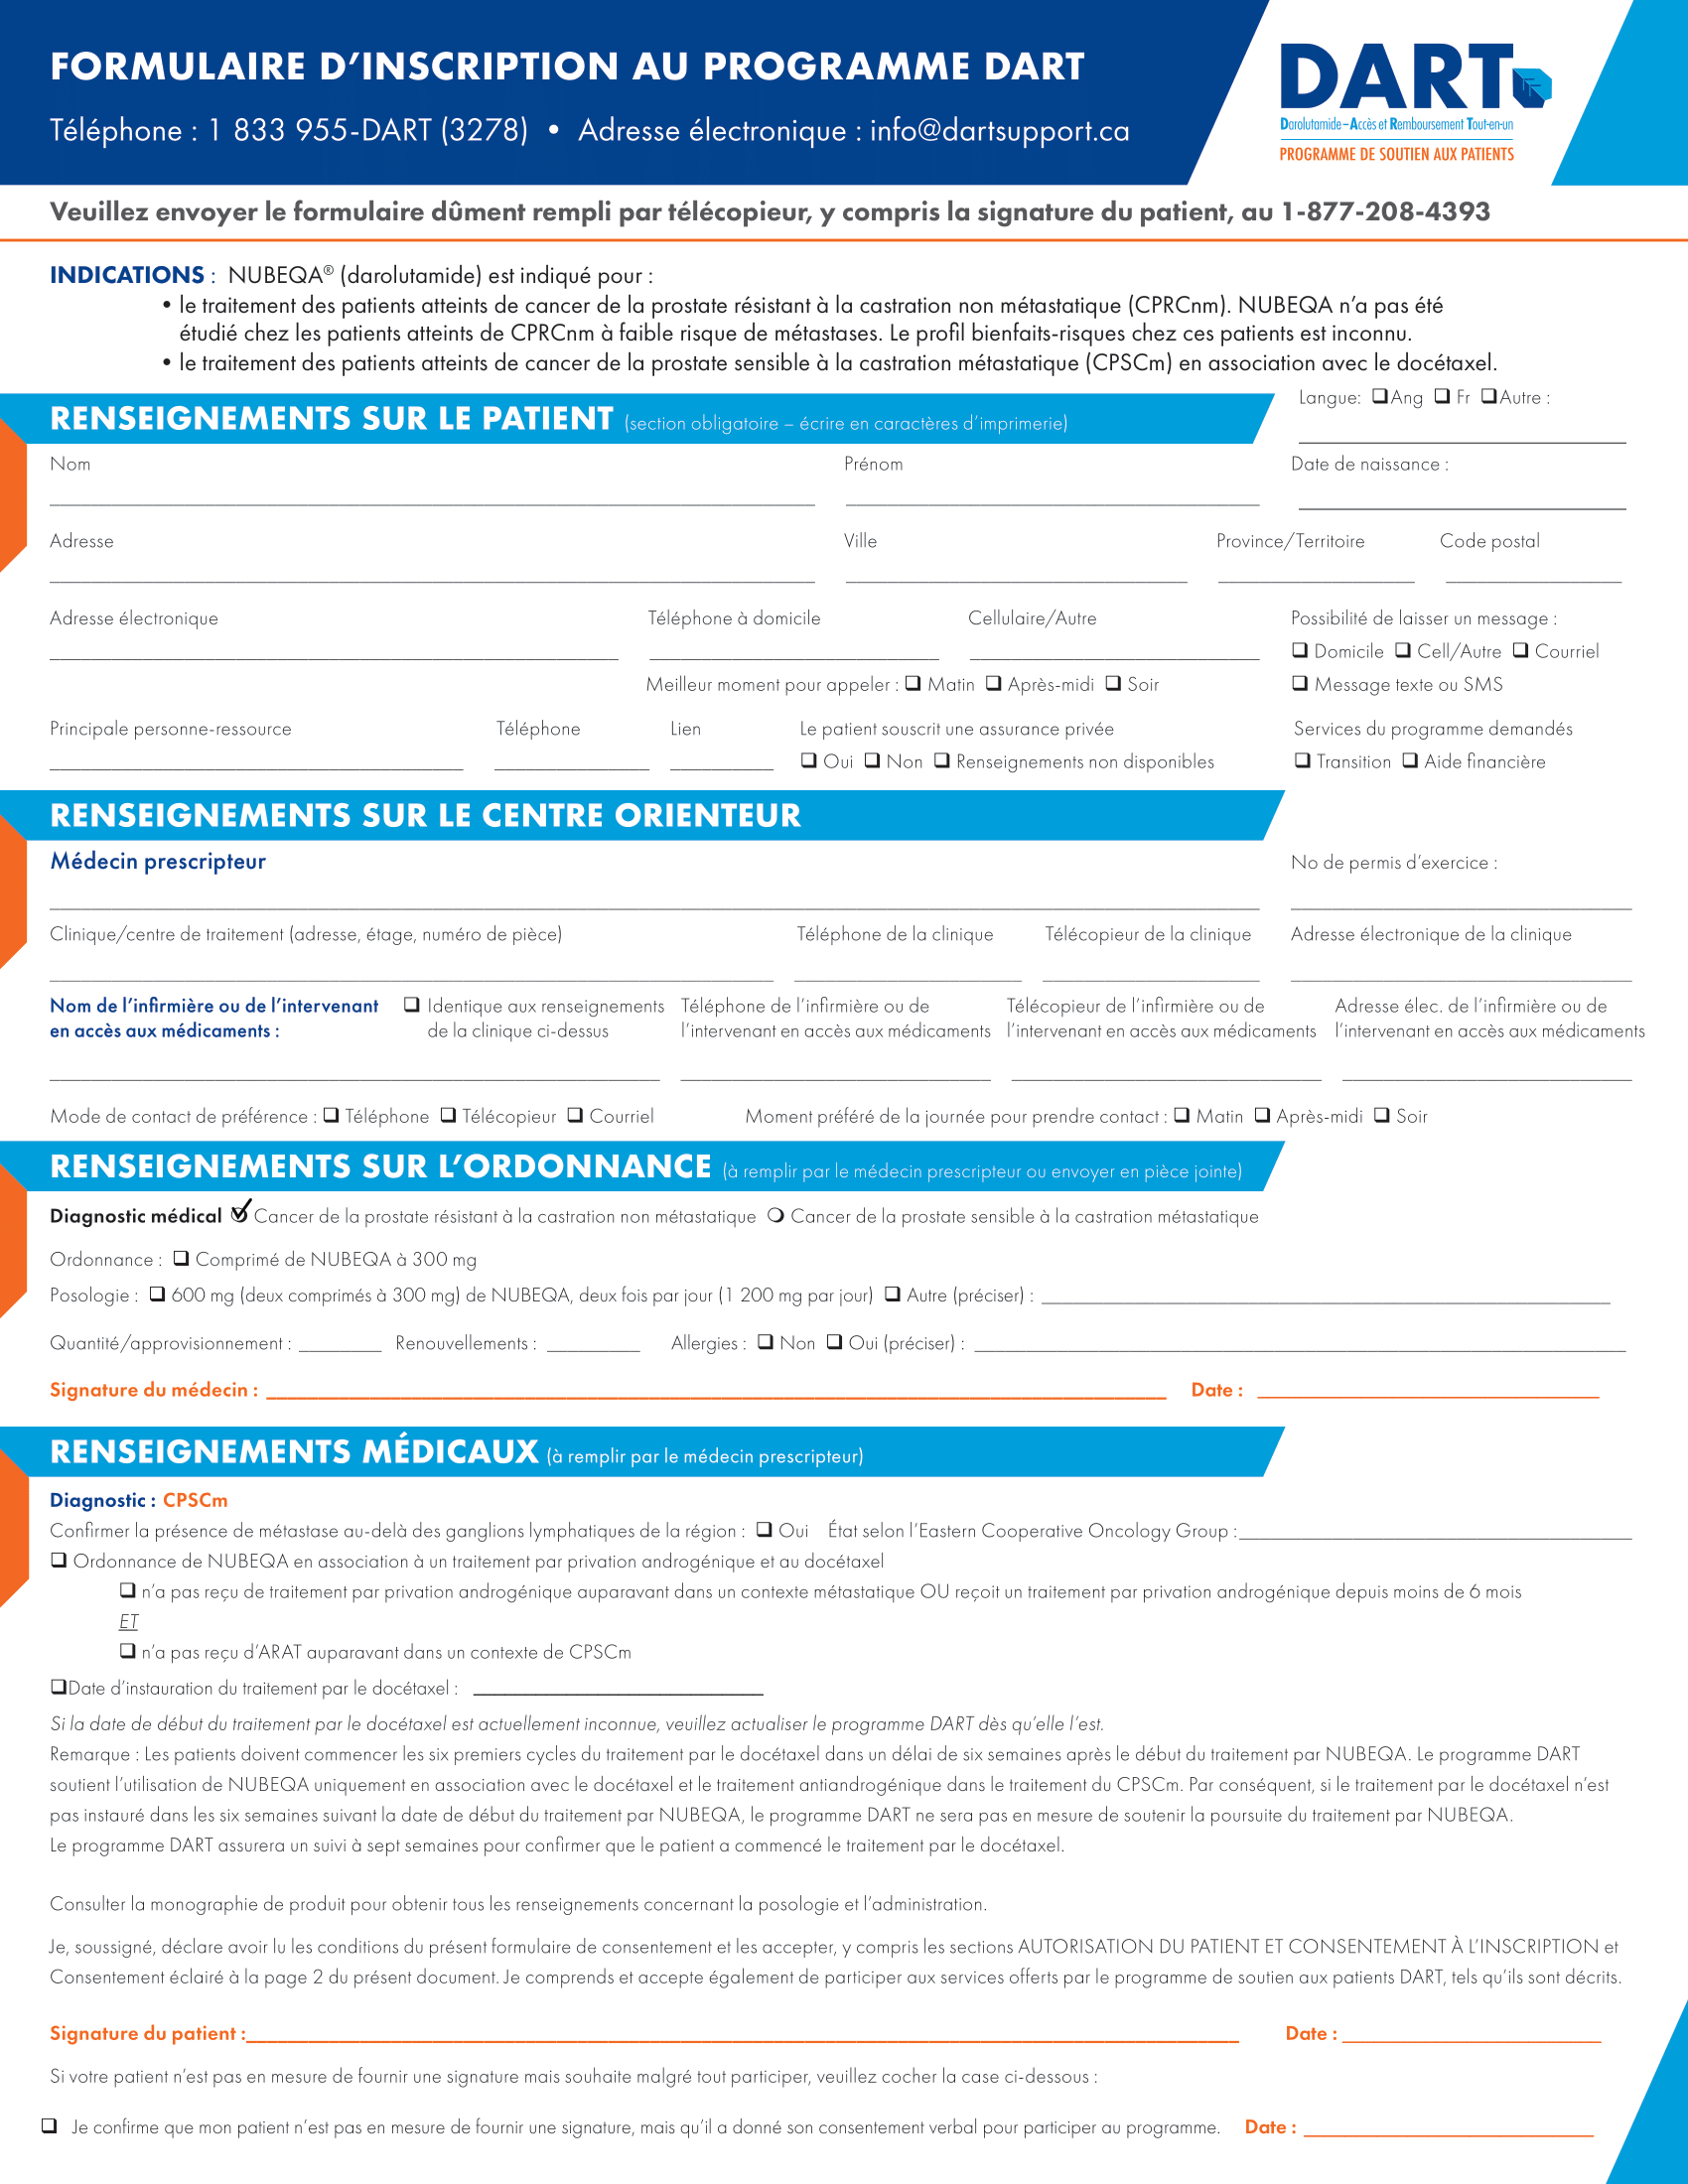 FORMULAIRE D’INSCRIPTION AU PROGRAMME DART
Téléphone : 1 833 955-DART (3278) • Adresse électronique : info@dartsupport.ca
DART
Darolutamide – Accès et Remboursement Tout-en-un
PROGRAMME DE SOUTIEN AUX PATIENTS
Veuillez envoyer le formulaire dûment rempli par télécopieur, y compris la signature du patient, au 1-877-208-4393
INDICATIONS : NUBEQA® (darolutamide) est indiqué pour :
• le traitement des patients atteints de cancer de la prostate résistant à la castration non métastatique (CPRCnm). NUBEQA n’a pas été
étudié chez les patients atteints de CPRCnm à faible risque de métastases. Le profil bienfaits-risques chez ces patients est inconnu.
• le traitement des patients atteints de cancer de la prostate sensible à la castration métastatique (CPSCm) en association avec le docétaxel.
RENSEIGNEMENTS SUR LE PATIENT (section obligatoire – écrire en caractères d’imprimerie)
Langue: ❑Ang ❑ Fr ❑Autre :
Nom Prénom Date de naissance :
Adresse Ville Province/Territoire Code postal
Adresse électronique Téléphone à domicile Cellulaire/Autre Possibilité de laisser un message :
❑ Domicile ❑ Cell/Autre ❑ Courriel
Meilleur moment pour appeler : ❑ Matin ❑ Après-midi ❑ Soir ❑ Message texte ou SMS
Principale personne-ressource Téléphone Lien Le patient souscrit une assurance privée Services du programme demandés
❑ Oui ❑ Non ❑ Renseignements non disponibles ❑ Transition ❑ Aide financière
RENSEIGNEMENTS SUR LE CENTRE ORIENTEUR
Médecin prescripteur No de permis d’exercice :
Clinique/centre de traitement (adresse, étage, numéro de pièce) Téléphone de la clinique Télécopieur de la clinique Adresse électronique de la clinique
Nom de l’infirmière ou de l’intervenant ❑ Identique aux renseignements Téléphone de l’infirmière ou de Télécopieur de l’infirmière ou de Adresse élec. de l’infirmière ou de
en accès aux médicaments : de la clinique ci-dessus l’intervenant en accès aux médicaments l’intervenant en accès aux médicaments l’intervenant en accès aux médicaments
Mode de contact de préférence : ❑ Téléphone ❑ Télécopieur ❑ Courriel Moment préféré de la journée pour prendre contact : ❑ Matin ❑ Après-midi ❑ Soir
RENSEIGNEMENTS SUR L’ORDONNANCE (à remplir par le médecin prescripteur ou envoyer en pièce jointe)
Diagnostic médical ✓ Cancer de la prostate résistant à la castration non métastatique ❍ Cancer de la prostate sensible à la castration métastatique
Ordonnance : ❑ Comprimé de NUBEQA à 300 mg
Posologie : ❑ 600 mg (deux comprimés à 300 mg) de NUBEQA, deux fois par jour (1 200 mg par jour) ❑ Autre (préciser) :
Quantité/approvisionnement : Renouvellements : Allergies : ❑ Non ❑ Oui (préciser) :
Signature du médecin : Date :
RENSEIGNEMENTS MÉDICAUX (à remplir par le médecin prescripteur)
Diagnostic : CPSCm
Confirmer la présence de métastase au-delà des ganglions lymphatiques de la région : ❑ Oui État selon l’Eastern Cooperative Oncology Group :
❑ Ordonnance de NUBEQA en association à un traitement par privation androgénique et au docétaxel
❑ n’a pas reçu de traitement par privation androgénique auparavant dans un contexte métastatique OU reçoit un traitement par privation androgénique depuis moins de 6 mois
ET
❑ n’a pas reçu d’ARAT auparavant dans un contexte de CPSCm
❑Date d’instauration du traitement par le docétaxel :
Si la date de début du traitement par le docétaxel est actuellement inconnue, veuillez actualiser le programme DART dès qu’elle l’est.
Remarque : Les patients doivent commencer les six premiers cycles du traitement par le docétaxel dans un délai de six semaines après le début du traitement par NUBEQA. Le programme DART
soutient l’utilisation de NUBEQA uniquement en association avec le docétaxel et le traitement antiandrogénique dans le traitement du CPSCm. Par conséquent, si le traitement par le docétaxel n’est
pas instauré dans les six semaines suivant la date de début du traitement par NUBEQA, le programme DART ne sera pas en mesure de soutenir la poursuite du traitement par NUBEQA.
Le programme DART assurera un suivi à sept semaines pour confirmer que le patient a commencé le traitement par le docétaxel.
Consulter la monographie de produit pour obtenir tous les renseignements concernant la posologie et l’administration.
Je, soussigné, déclare avoir lu les conditions du présent formulaire de consentement et les accepter, y compris les sections AUTORISATION DU PATIENT ET CONSENTEMENT À L’INSCRIPTION et
Consentement éclairé à la page 2 du présent document. Je comprends et accepte également de participer aux services offerts par le programme de soutien aux patients DART, tels qu’ils sont décrits.
Signature du patient : Date :
Si votre patient n’est pas en mesure de fournir une signature mais souhaite malgré tout participer, veuillez cocher la case ci-dessous :
❑ Je confirme que mon patient n’est pas en mesure de fournir une signature, mais qu’il a donné son consentement verbal pour participer au programme. Date :